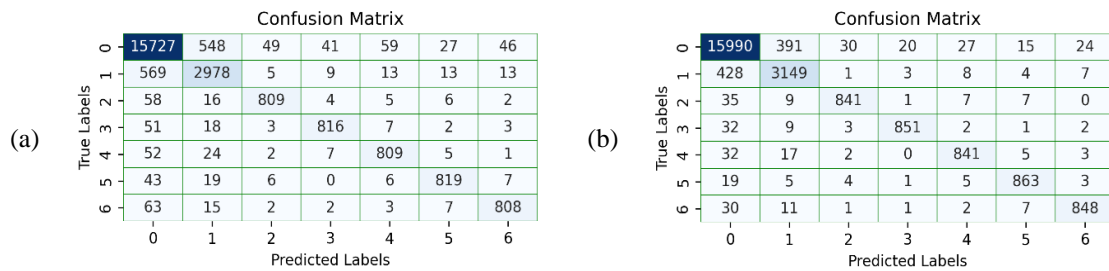 (a)
Confusion Matrix
True Labels
0 15727 548 49 41 59 27 46
1 569 2978 5 9 13 13 13
2 58 16 809 4 5 6 2
3 51 18 3 816 7 2 3
4 52 24 2 7 809 5 1
5 43 19 6 0 6 819 7
6 63 15 2 2 3 7 808
0 1 2 3 4 5 6
Predicted Labels
(b)
Confusion Matrix
True Labels
0 15990 391 30 20 27 15 24
1 428 3149 1 3 8 4 7
2 35 9 841 1 7 7 0
3 32 9 3 851 2 1 2
4 32 17 2 0 841 5 3
5 19 5 4 1 5 863 3
6 30 11 1 1 2 7 848
0 1 2 3 4 5 6
Predicted Labels